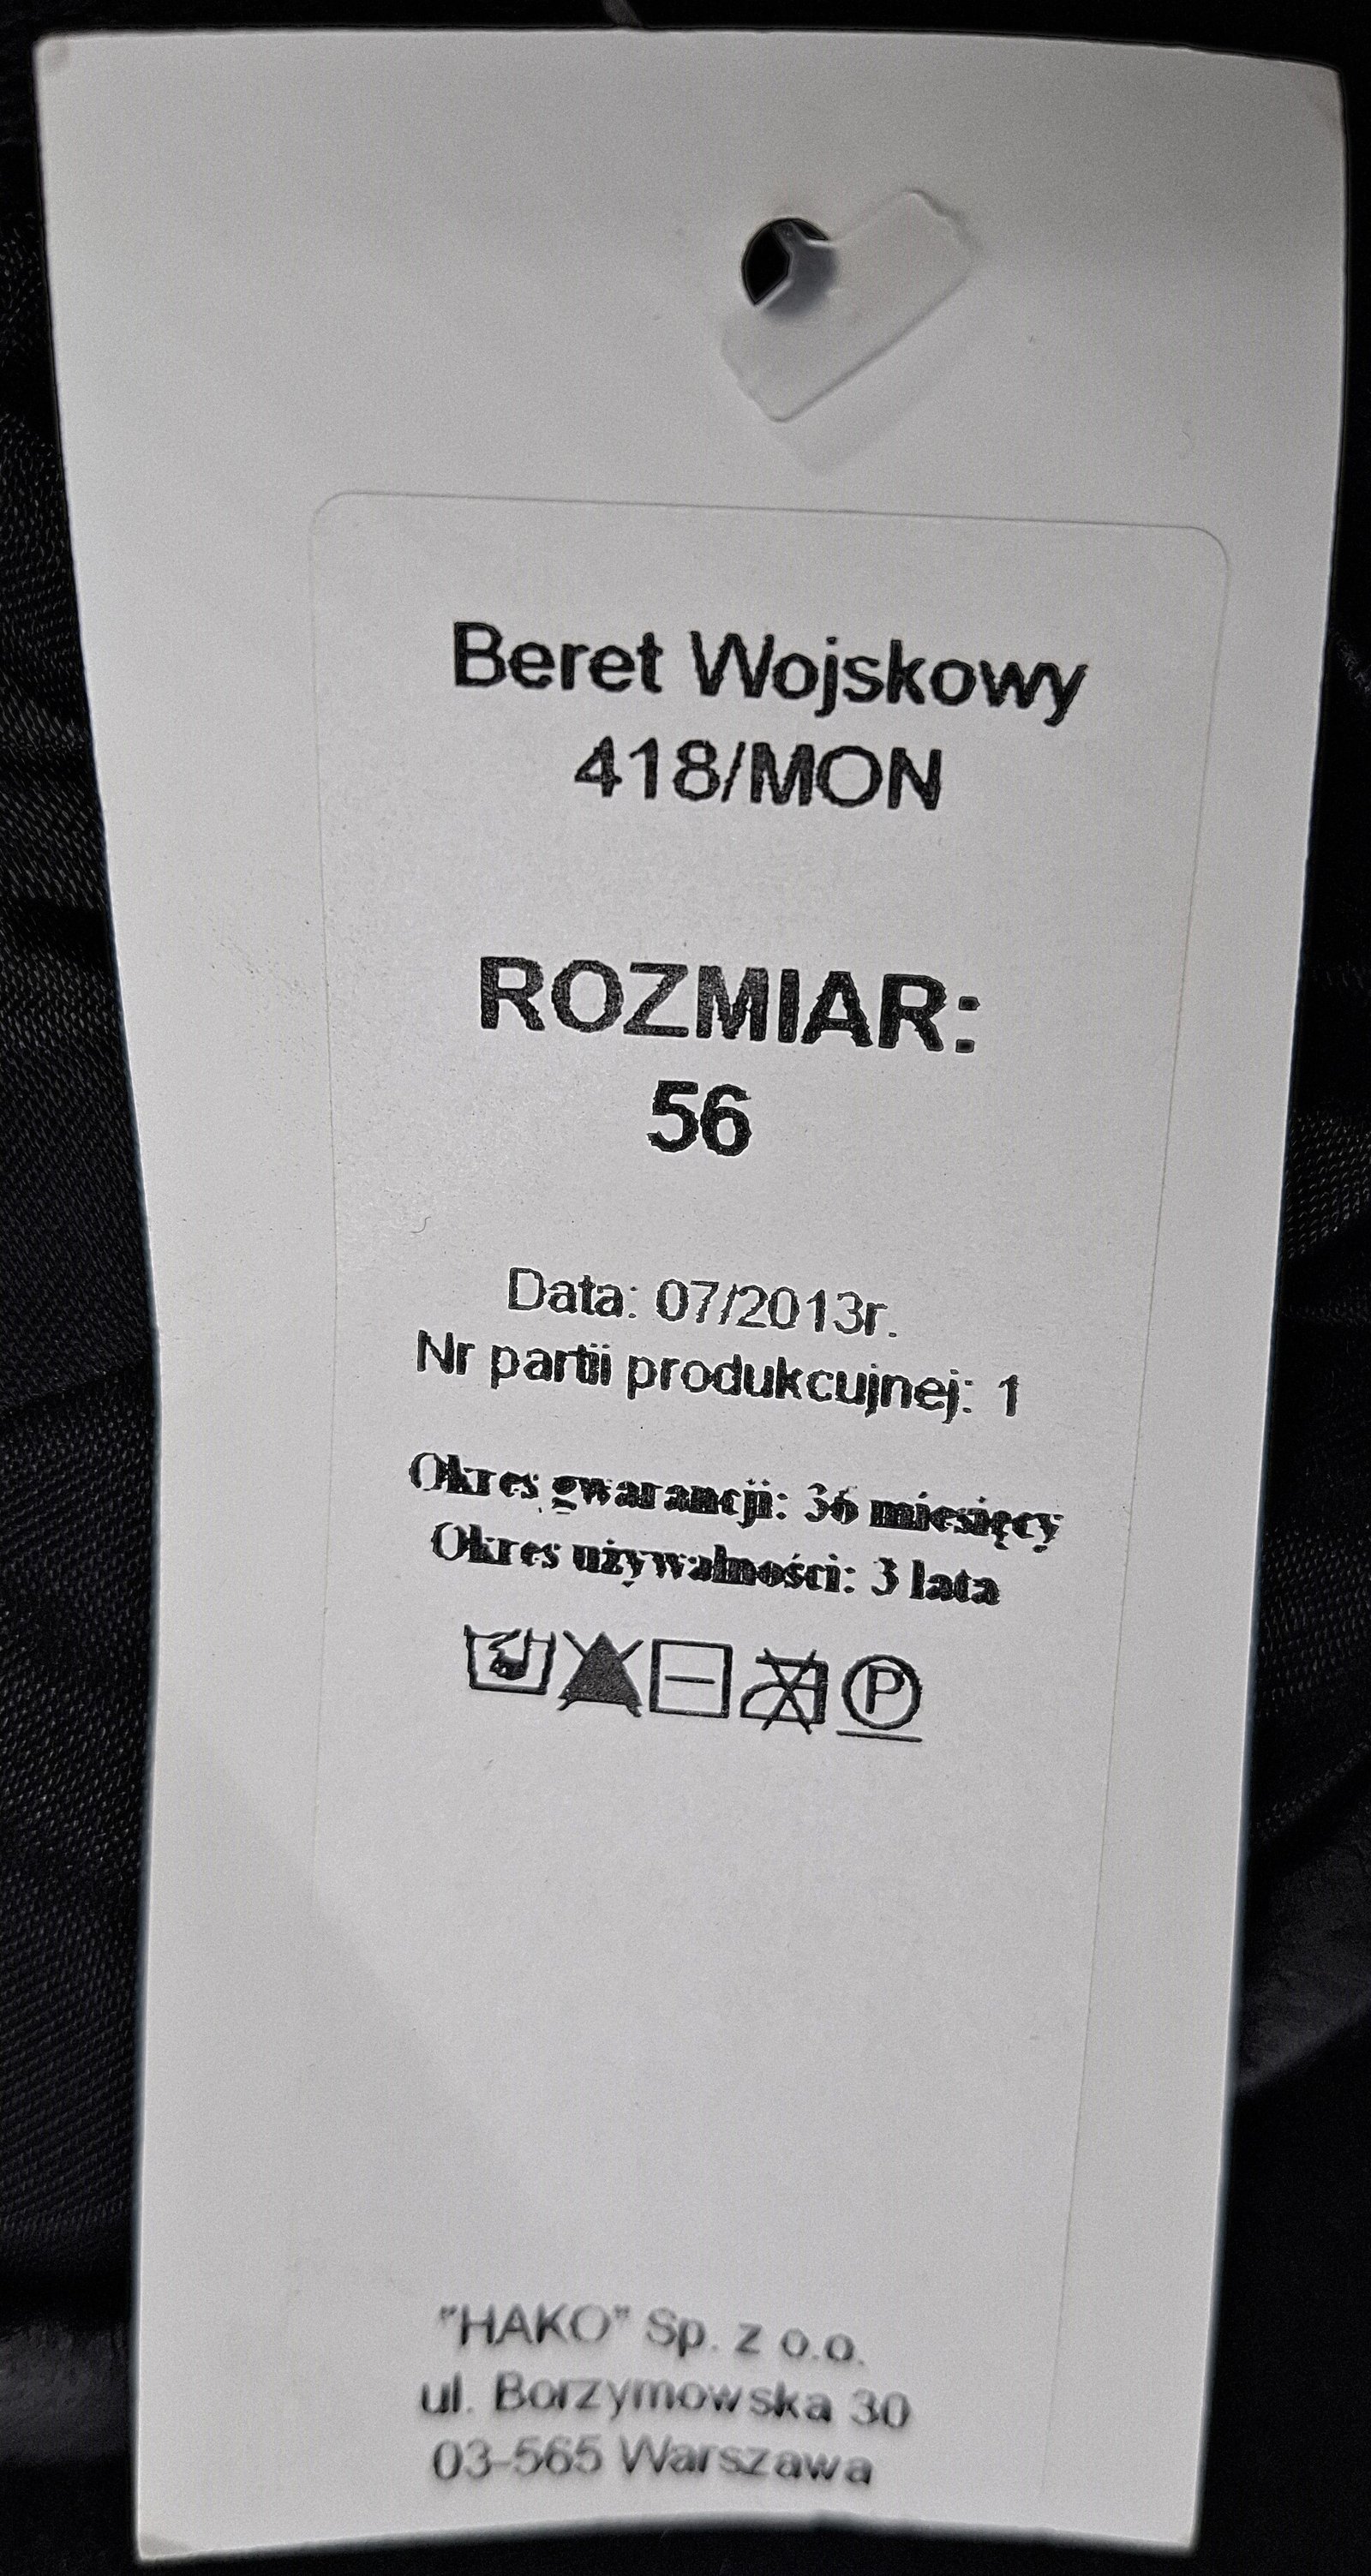 Beret Wojskowy
418/MON
ROZMIAR:
56
Data: 07/2013r.
Nr partii produkcujnej: 1
Okres gwarancji: 36 miesięcy
Okres używalności: 3 lata
P
"HAKO" Sp. z o.o.
ul. Borzymowska 30
03-565 Warszawa